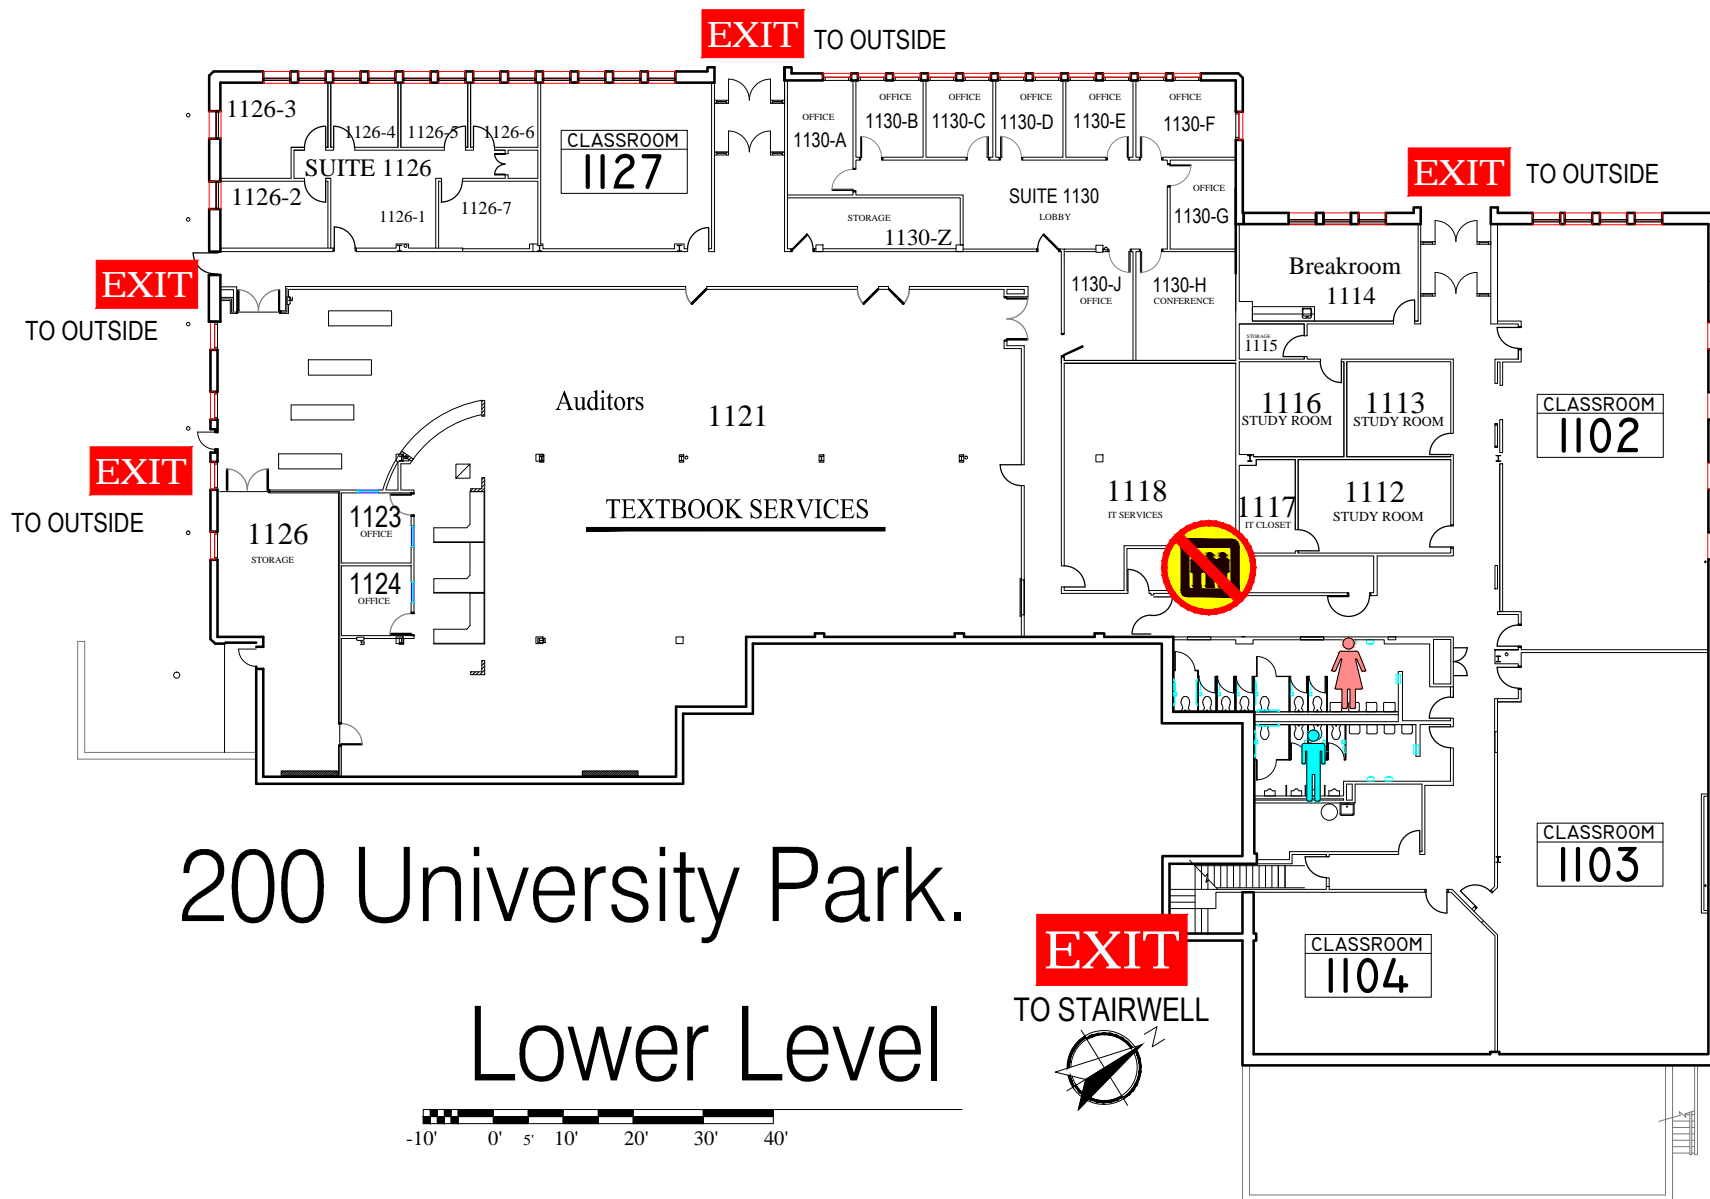 EXIT TO OUTSIDE
1126-3
1126-4
1126-5
1126-6
SUITE 1126
1126-2
1126-1
1126-7
CLASSROOM
1127
OFFICE
1130-A
OFFICE
1130-B
OFFICE
1130-C
OFFICE
1130-D
OFFICE
1130-E
OFFICE
1130-F
SUITE 1130
LOBBY
OFFICE
1130-G
STORAGE
1130-Z
1130-J
OFFICE
1130-H
CONFERENCE
EXIT TO OUTSIDE
Breakroom
1114
STORAGE
1115
EXIT
TO OUTSIDE
EXIT
TO OUTSIDE
Auditors
1121
TEXTBOOK SERVICES
1126
STORAGE
1123
OFFICE
1124
OFFICE
1118
IT SERVICES
1116
STUDY ROOM
1113
STUDY ROOM
1117
IT CLOSET
1112
STUDY ROOM
CLASSROOM
1102
CLASSROOM
1103
CLASSROOM
1104
EXIT
TO STAIRWELL
N
200 University Park.
Lower Level
-10' 0' 5' 10' 20' 30' 40'